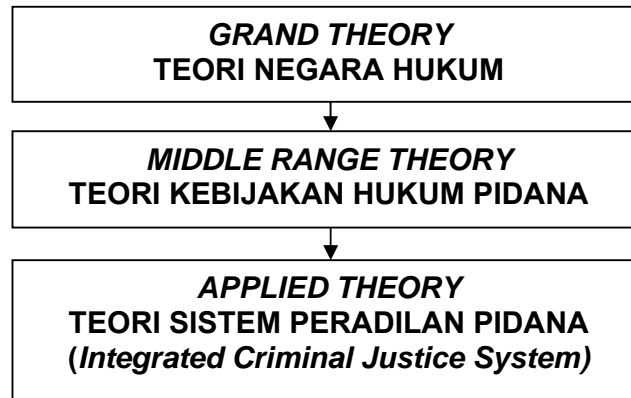 GRAND THEORY
TEORI NEGARA HUKUM
MIDDLE RANGE THEORY
TEORI KEBIJAKAN HUKUM PIDANA
APPLIED THEORY
TEORI SISTEM PERADILAN PIDANA
(Integrated Criminal Justice System)